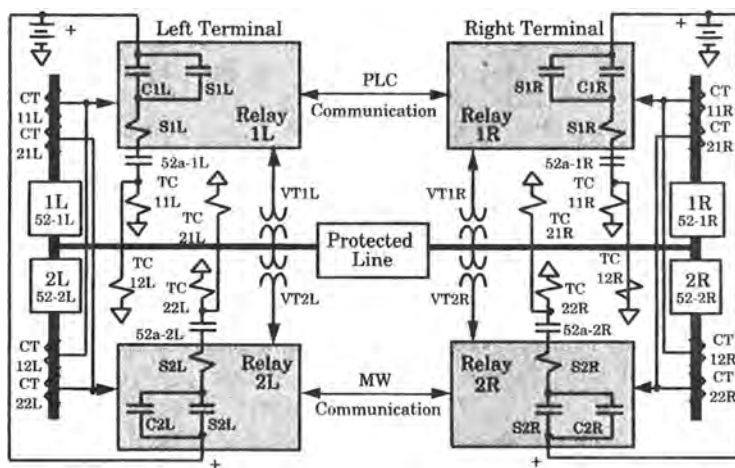 +
Left Terminal
Right Terminal
+
C1L
S1L
PLC
Communication
S1R
C1R
CT
11L
CT
21L
S1L
Relay
1L
Relay
1R
S1R
CT
11R
CT
21R
52a-1L
52a-1R
TC
11L
TC
21L
VT1L
VT1R
TC
21R
TC
11R
1L
52-1L
Protected
Line
1R
52-1R
2L
52-2L
TC
12L
TC
22L
VT2L
VT2R
TC
22R
TC
12R
2R
52-2R
52a-2L
52a-2R
CT
12L
CT
22L
S2L
Relay
2L
Relay
2R
S2R
CT
12R
CT
22R
MW
Communication
C2L
S2L
S2R
C2R
+
+